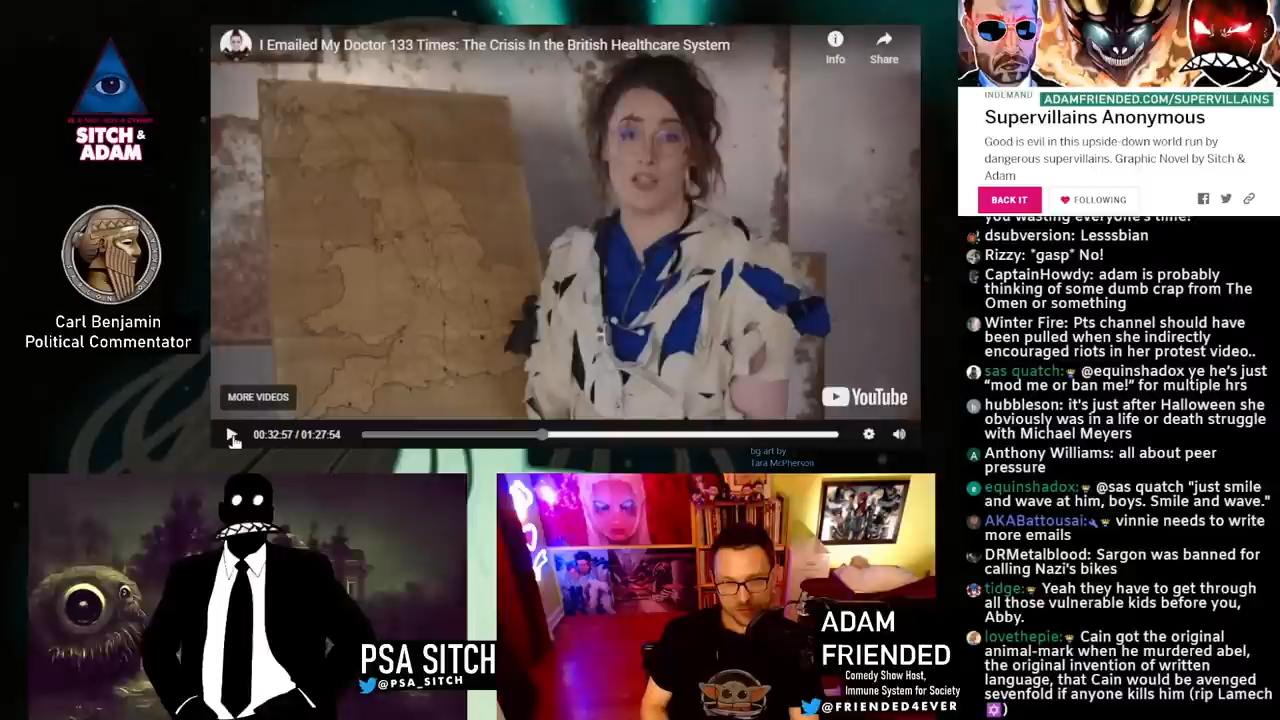 I Emailed My Doctor 133 Times: The Crisis In the British Healthcare System
Info
Share
SITCH &
ADAM
Carl Benjamin
Political Commentator
MORE VIDEOS
YouTube
00:32:57 / 01:27:54
bg art by
Tara McPherson
PSA SITCH
@PSA_SITCH
ADAM
FRIENDED
Comedy Show Host,
Immune System for Society
@FRIENDED4EVER
INDEMAND
ADAMFRIENDED.COM/SUPERVILLAINS
Supervillains Anonymous
Good is evil in this upside-down world run by
dangerous supervillains. Graphic Novel by Sitch &
Adam
BACK IT
FOLLOWING
you wasting everyone's time!
dsubversion: Lesssbian
Rizzy: *gasp* No!
CaptainHowdy: adam is probably
thinking of some dumb crap from The
Omen or something
Winter Fire: Pts channel should have
been pulled when she indirectly
encouraged riots in her protest video..
sas quatch: @equinshadox ye he's just
“mod me or ban me!” for multiple hrs
hubbleson: it's just after Halloween she
obviously was in a life or death struggle
with Michael Meyers
Anthony Williams: all about peer
pressure
equinshadox: @sas quatch "just smile
and wave at him, boys. Smile and wave."
AKABattousai: vinnie needs to write
more emails
DRMetalblood: Sargon was banned for
calling Nazi's bikes
tidge: Yeah they have to get through
all those vulnerable kids before you,
Abby.
lovethepie: Cain got the original
animal-mark when he murdered abel,
the original invention of written
language, that Cain would be avenged
sevenfold if anyone kills him (rip Lamech
)